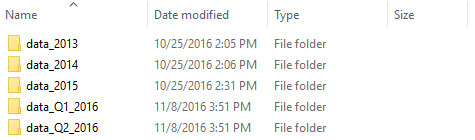 Name Date modified Type Size
data_2013 10/25/2016 2:05 PM File folder
data_2014 10/25/2016 2:06 PM File folder
data_2015 10/25/2016 2:31 PM File folder
data_Q1_2016 11/8/2016 3:51 PM File folder
data_Q2_2016 11/8/2016 3:51 PM File folder